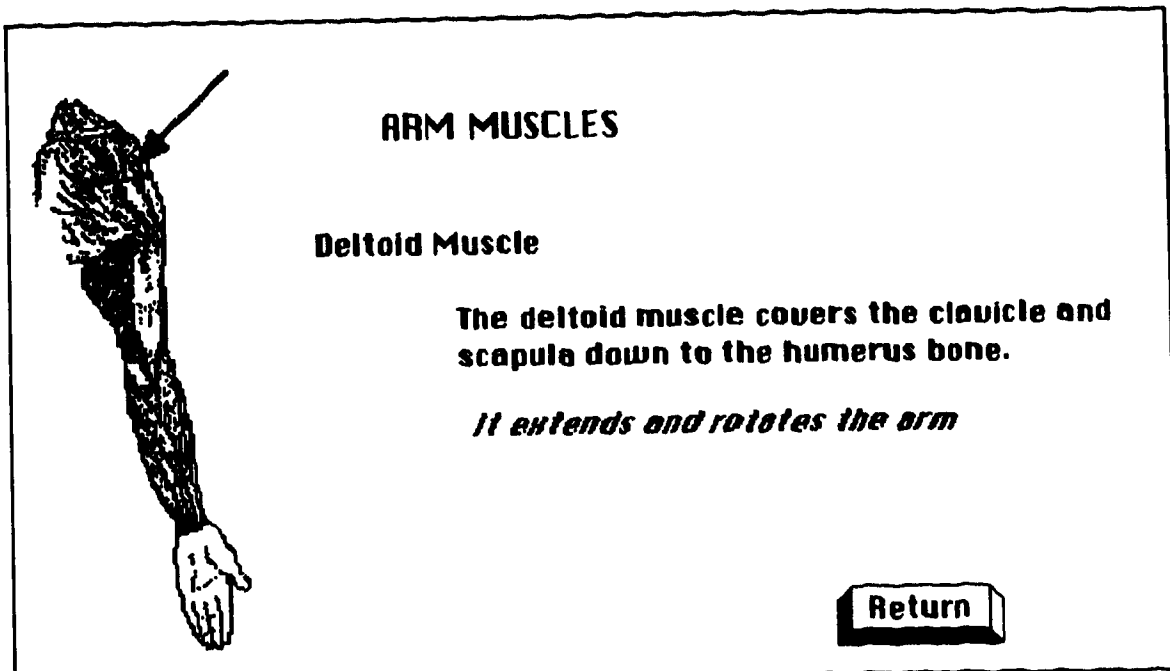 ARM MUSCLES
Deltoid Muscle
The deltoid muscle covers the clavicle and
scapula down to the humerus bone.
It extends and rotates the arm
Return